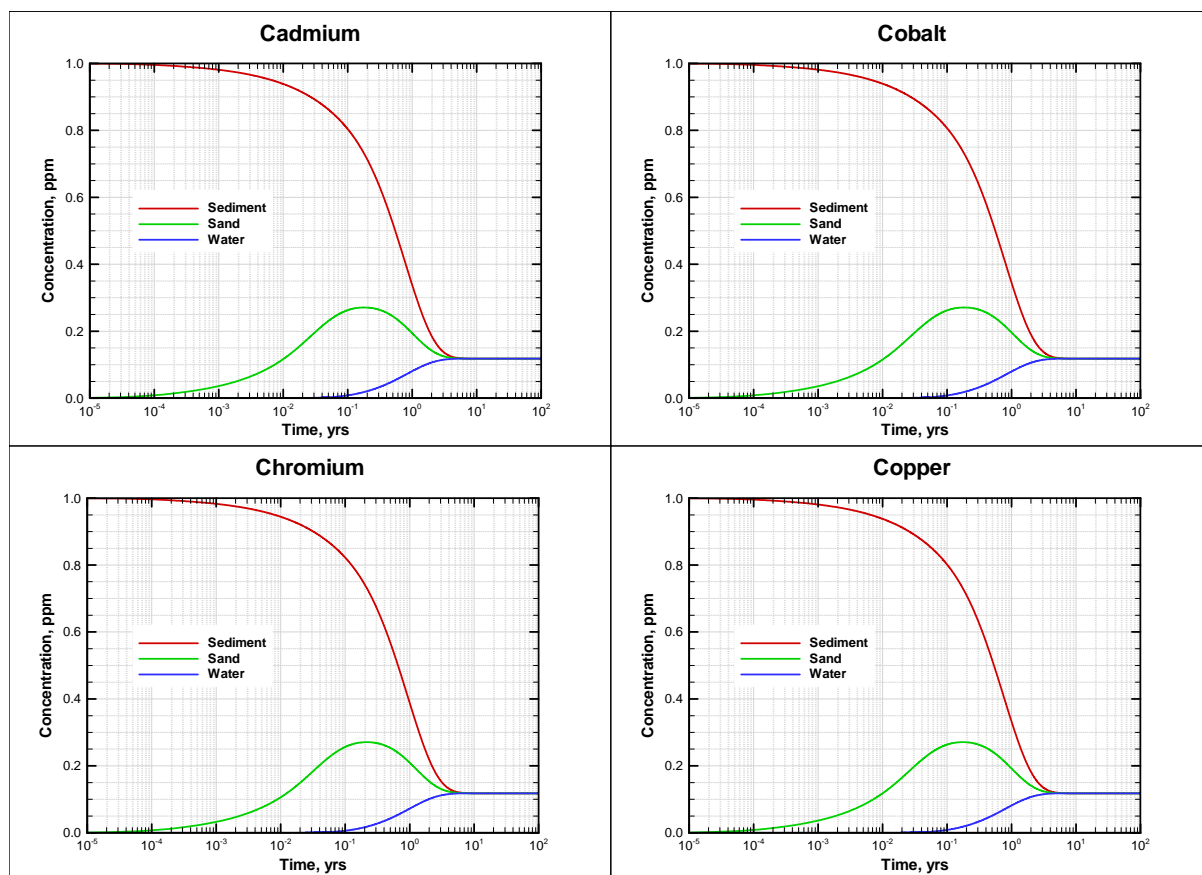 Cadmium
Concentration, ppm
1.0
0.8
0.6
0.4
0.2
0.0
Sediment
Sand
Water
10⁻⁵ 10⁻⁴ 10⁻³ 10⁻² 10⁻¹ 10⁰ 10¹ 10²
Time, yrs
Cobalt
Concentration, ppm
1.0
0.8
0.6
0.4
0.2
0.0
Sediment
Sand
Water
10⁻⁵ 10⁻⁴ 10⁻³ 10⁻² 10⁻¹ 10⁰ 10¹ 10²
Time, yrs
Chromium
Concentration, ppm
1.0
0.8
0.6
0.4
0.2
0.0
Sediment
Sand
Water
10⁻⁵ 10⁻⁴ 10⁻³ 10⁻² 10⁻¹ 10⁰ 10¹ 10²
Time, yrs
Copper
Concentration, ppm
1.0
0.8
0.6
0.4
0.2
0.0
Sediment
Sand
Water
10⁻⁵ 10⁻⁴ 10⁻³ 10⁻² 10⁻¹ 10⁰ 10¹ 10²
Time, yrs